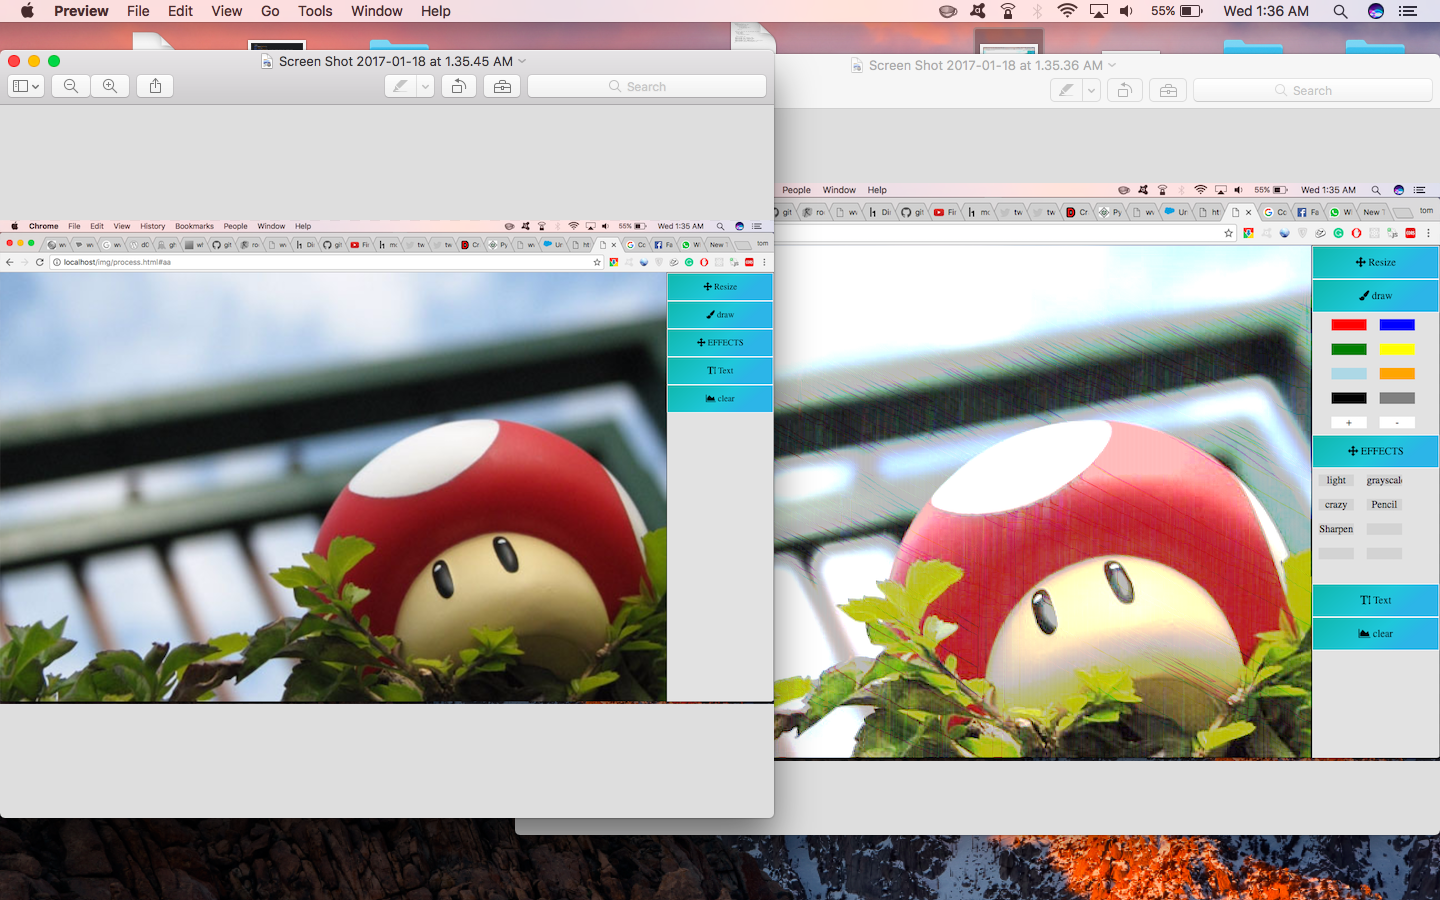 Preview File Edit View Go Tools Window Help 55% Wed 1:36 AM
Screen Shot 2017-01-18 at 1.35.45 AM
Search
Chrome File Edit View History Bookmarks People Window Help 55% Wed 1:35 AM
localhost/img/process.html#aa
Resize
draw
EFFECTS
Text
clear
Screen Shot 2017-01-18 at 1.35.36 AM
Search
People Window Help 55% Wed 1:35 AM
Resize
draw
+ -
EFFECTS
light grayscal
crazy Pencil
Sharpen
Text
clear